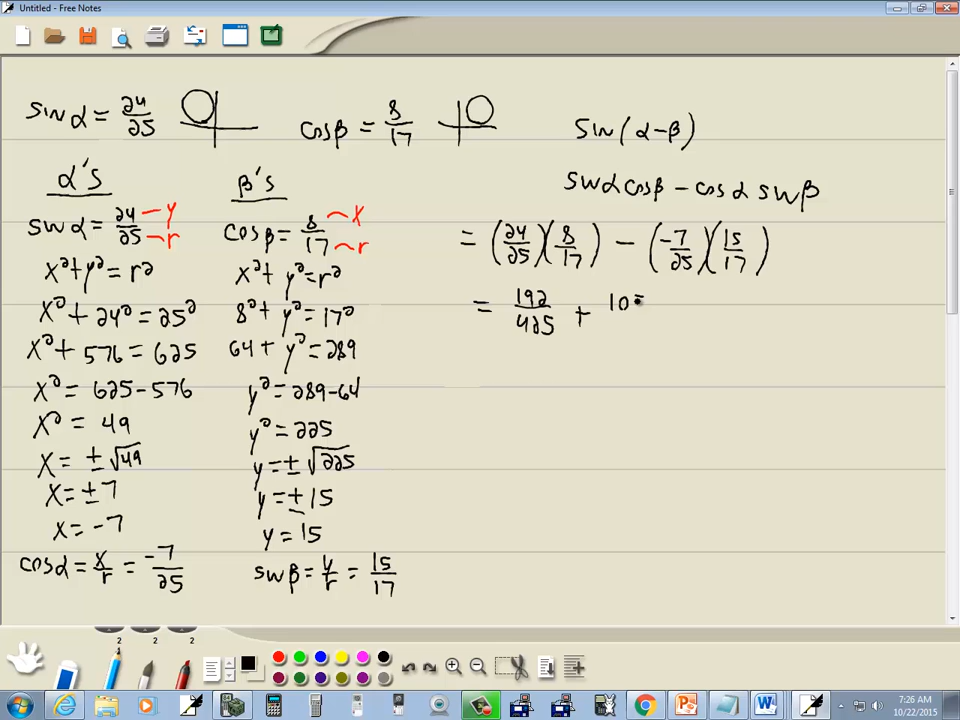 Untitled - Free Notes
sin α = 24/25
cos β = 8/17
sin(α-β)
α's
β's
sin α cos β - cos α sin β
sin α = 24/25 - y - r
cos β = 8/17 ~ x ~ r
= (24/25)(8/17) - (-7/25)(15/17)
x²+y² = r²
x²+ y² = r²
= 192/425 + 10
x² + 24² = 25²
8² + y² = 17²
x² + 576 = 625
64 + y² = 289
x² = 625 - 576
y² = 289-64
x² = 49
y² = 225
x = ± √49
y = ± √225
x = ± 7
y = ± 15
x = -7
y = 15
cos α = x/r = -7/25
sin β = y/r = 15/17
2 2 2
1
7:26 AM
10/22/2015